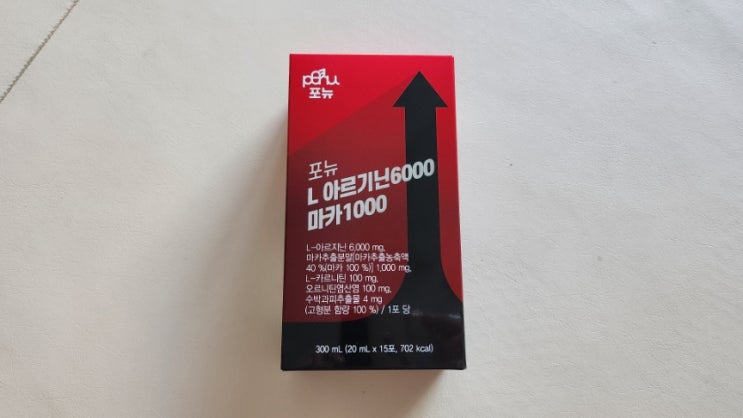 포뉴
포뉴
L 아르기닌6000
마카1000
L-아르지닌 6,000 mg,
마카추출분말[마카추출농축액
40 %(마카 100 %)] 1,000 mg,
L-카르니틴 100 mg,
오르니틴염산염 100 mg,
수박과피추출물 4 mg
(고형분 함량 100 %) / 1포 당
300 mL (20 mL x 15포, 702 kcal)